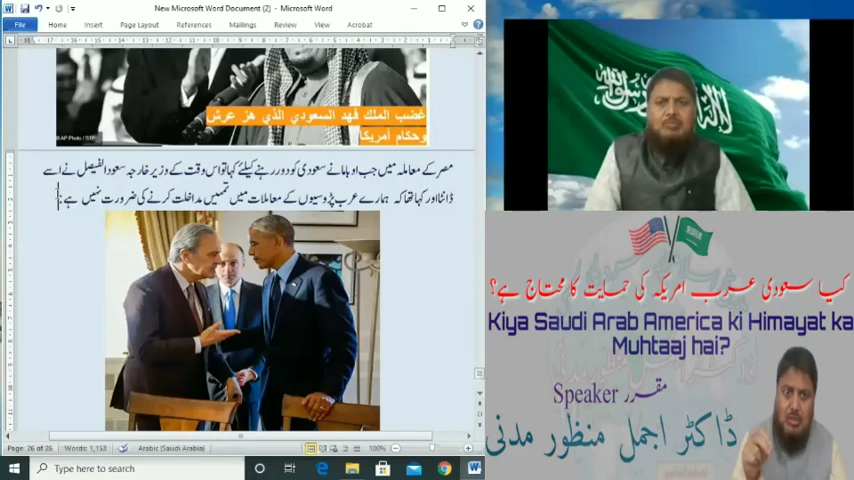 New Microsoft Word Document (2) - Microsoft Word
File
Home
Insert
Page Layout
References
Mailings
Review
View
Acrobat
غضب الملك فهد السعودي الذي هز عرش
وحكام أمريكا
مصر کے معاملہ میں جب اوباما نے سعودی کو دور رہنے کیلئے کہا تو اس وقت کے وزیر خارجہ سعود الفیصل نے اسے
ڈانٹا اور کہا تھا کہ ہمارے عرب پڑوسیوں کے معاملات میں تمہیں مداخلت کرنے کی ضرورت نہیں ہے:
Page: 26 of 26
Words: 1,153
Arabic (Saudi Arabia)
100%
Type here to search
کیا سعودی عرب امریکہ کی حمایت کا محتاج ہے؟
Kiya Saudi Arab America ki Himayat ka
Muhtaaj hai?
Speaker مقرر
ڈاکٹر اجمل منظور مدنی